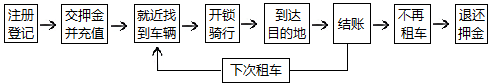 注册
登记
交押金
并充值
就近找
到车辆
开锁
骑行
到达
目的地
结账
不再
租车
退还
押金
下次租车